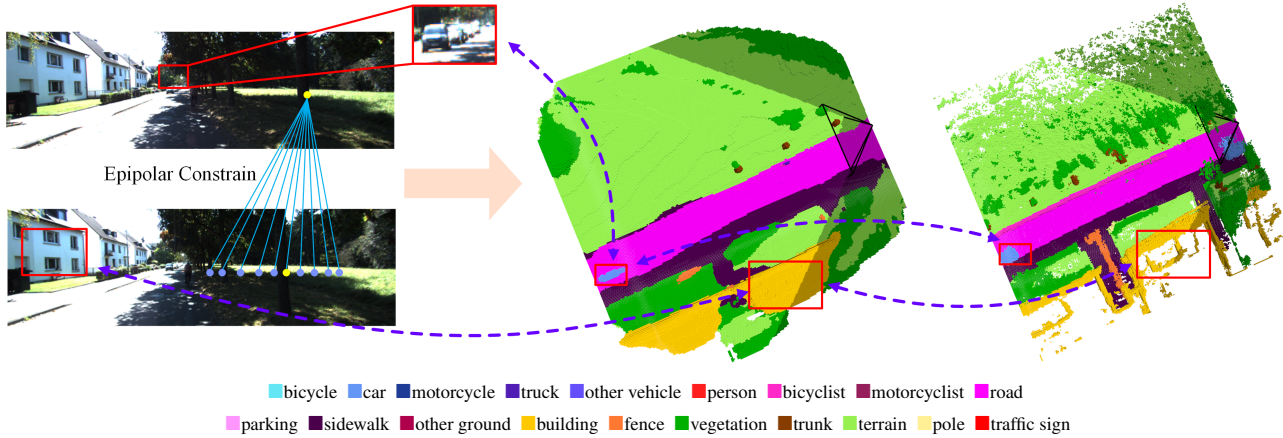 Epipolar Constrain
bicycle car motorcycle truck other vehicle person bicyclist motorcyclist road
parking sidewalk other ground building fence vegetation trunk terrain pole traffic sign